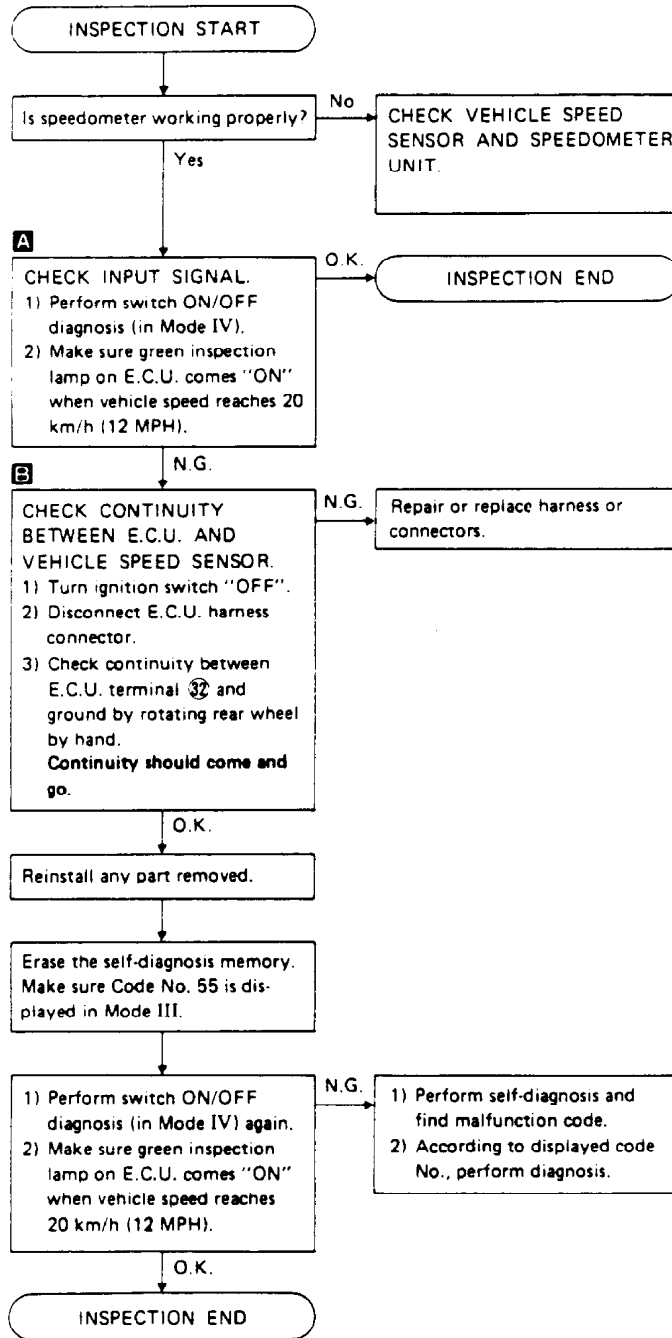 INSPECTION START
Is speedometer working properly?
No
CHECK VEHICLE SPEED
SENSOR AND SPEEDOMETER
UNIT.
Yes
A
CHECK INPUT SIGNAL.
1) Perform switch ON/OFF
diagnosis (in Mode IV).
2) Make sure green inspection
lamp on E.C.U. comes "ON"
when vehicle speed reaches 20
km/h (12 MPH).
O.K.
INSPECTION END
N.G.
B
CHECK CONTINUITY
BETWEEN E.C.U. AND
VEHICLE SPEED SENSOR.
1) Turn ignition switch "OFF".
2) Disconnect E.C.U. harness
connector.
3) Check continuity between
E.C.U. terminal ㉜ and
ground by rotating rear wheel
by hand.
Continuity should come and
go.
N.G.
Repair or replace harness or
connectors.
O.K.
Reinstall any part removed.
Erase the self-diagnosis memory.
Make sure Code No. 55 is dis-
played in Mode III.
1) Perform switch ON/OFF
diagnosis (in Mode IV) again.
2) Make sure green inspection
lamp on E.C.U. comes "ON"
when vehicle speed reaches
20 km/h (12 MPH).
N.G.
1) Perform self-diagnosis and
find malfunction code.
2) According to displayed code
No., perform diagnosis.
O.K.
INSPECTION END